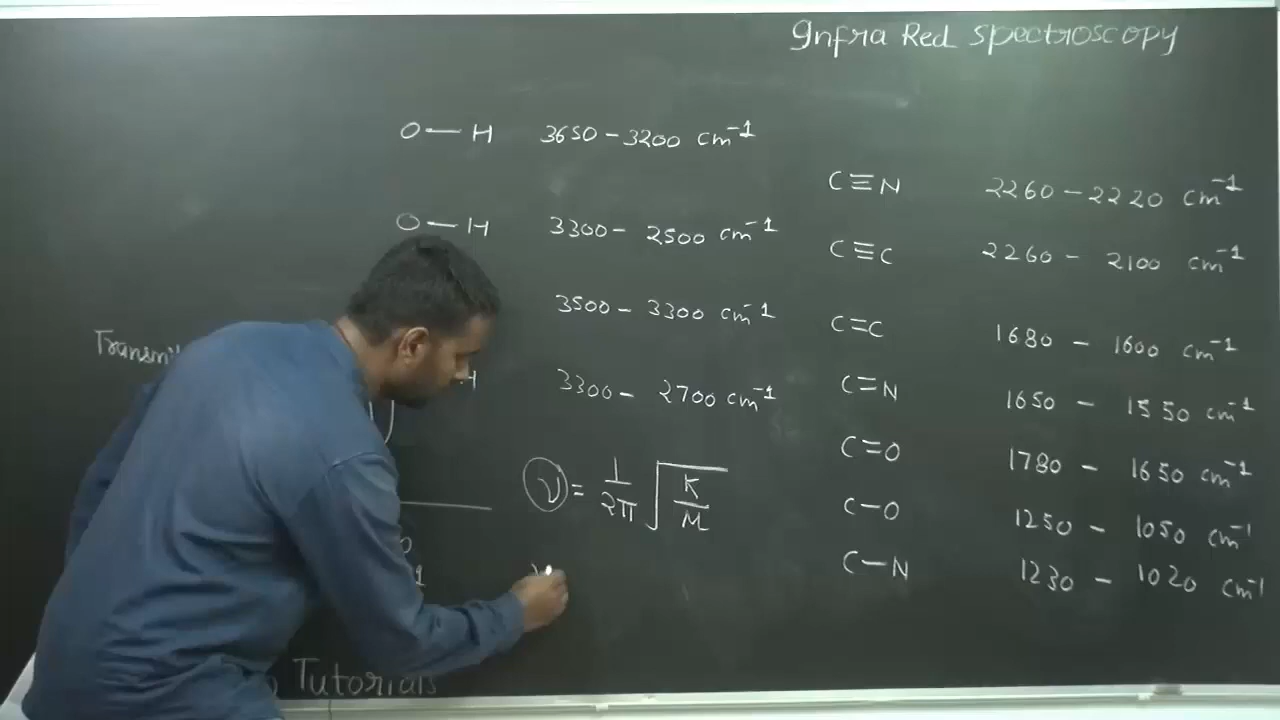 Infra Red spectroscopy
O—H 3650 – 3200 cm⁻¹
O—H 3300 – 2500 cm⁻¹
3500 – 3300 cm⁻¹
H 3300 – 2700 cm⁻¹
ν = 1/2π √(K/M)
C≡N 2260 – 2220 cm⁻¹
C≡C 2260 – 2100 cm⁻¹
C=C 1680 – 1600 cm⁻¹
C=N 1650 – 1550 cm⁻¹
C=O 1780 – 1650 cm⁻¹
C—O 1250 – 1050 cm⁻¹
C—N 1230 – 1020 cm⁻¹
Tutorials